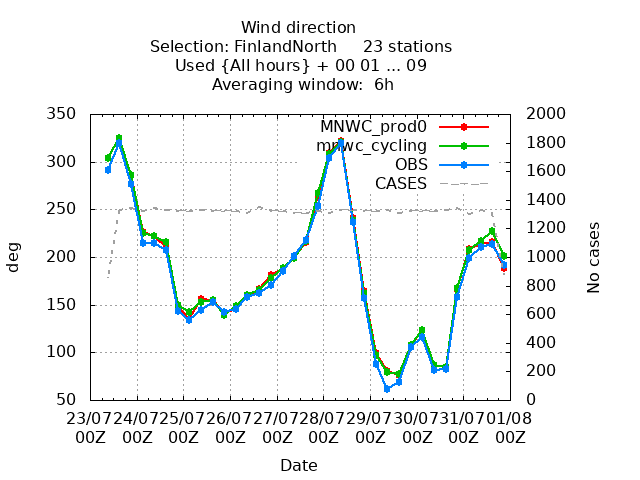 Wind direction
Selection: FinlandNorth 23 stations
Used {All hours} + 00 01 ... 09
Averaging window: 6h
350 2000
MNWC_prod0
mnwc_cycling 1800
300 OBS 1600
CASES
1400
250
1200
200 1000
800
150
600
400
100
200
50 0
23/07 24/07 25/07 26/07 27/07 28/07 29/07 30/07 31/07 01/08
00Z 00Z 00Z 00Z 00Z 00Z 00Z 00Z 00Z 00Z
Date
deg
No cases